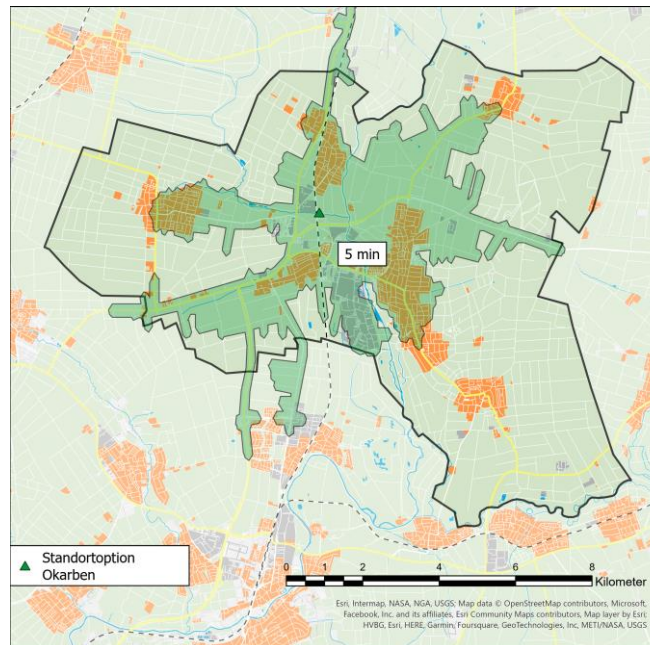 5 min
Standortoption
Okarben
0 2 4 6 8
Kilometer
Esri, Intermap, NASA, NGA, USGS; Map data © OpenStreetMap contributors, Microsoft,
Facebook, Inc. and its affiliates, Esri Community Maps contributors, Map layer by Esri;
HVBG, Esri, HERE, Garmin, Foursquare, GeoTechnologies, Inc, METI/NASA, USGS